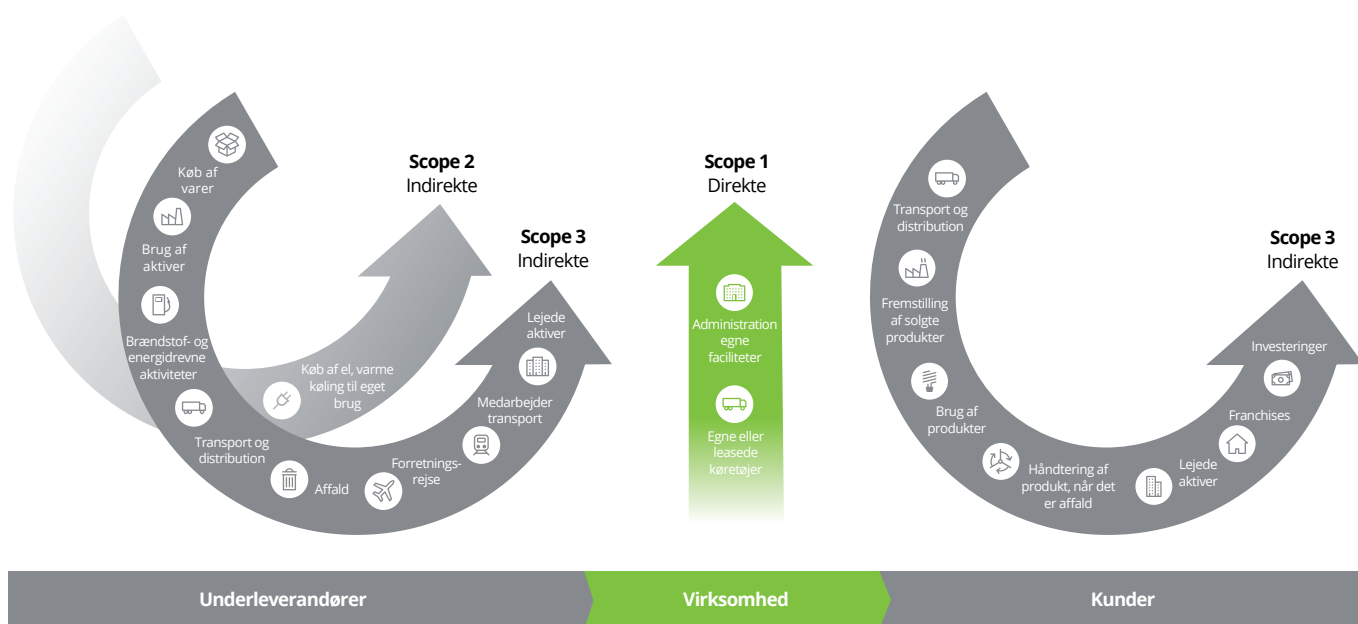 Køb af
varer
Brug af
aktiver
Brændstof- og
energidrevne
aktiviteter
Transport og
distribution
Affald
Forretnings-
rejse
Medarbejder
transport
Lejede
aktiver
Scope 3
Indirekte
Køb af el, varme
køling til eget
brug
Scope 2
Indirekte
Scope 1
Direkte
Administration
egne
faciliteter
Egne eller
leasede
køretøjer
Transport og
distribution
Fremstilling
af solgte
produkter
Brug af
produkter
Håndtering af
produkt, når det
er affald
Lejede
aktiver
Franchises
Investeringer
Scope 3
Indirekte
Underleverandører
Virksomhed
Kunder